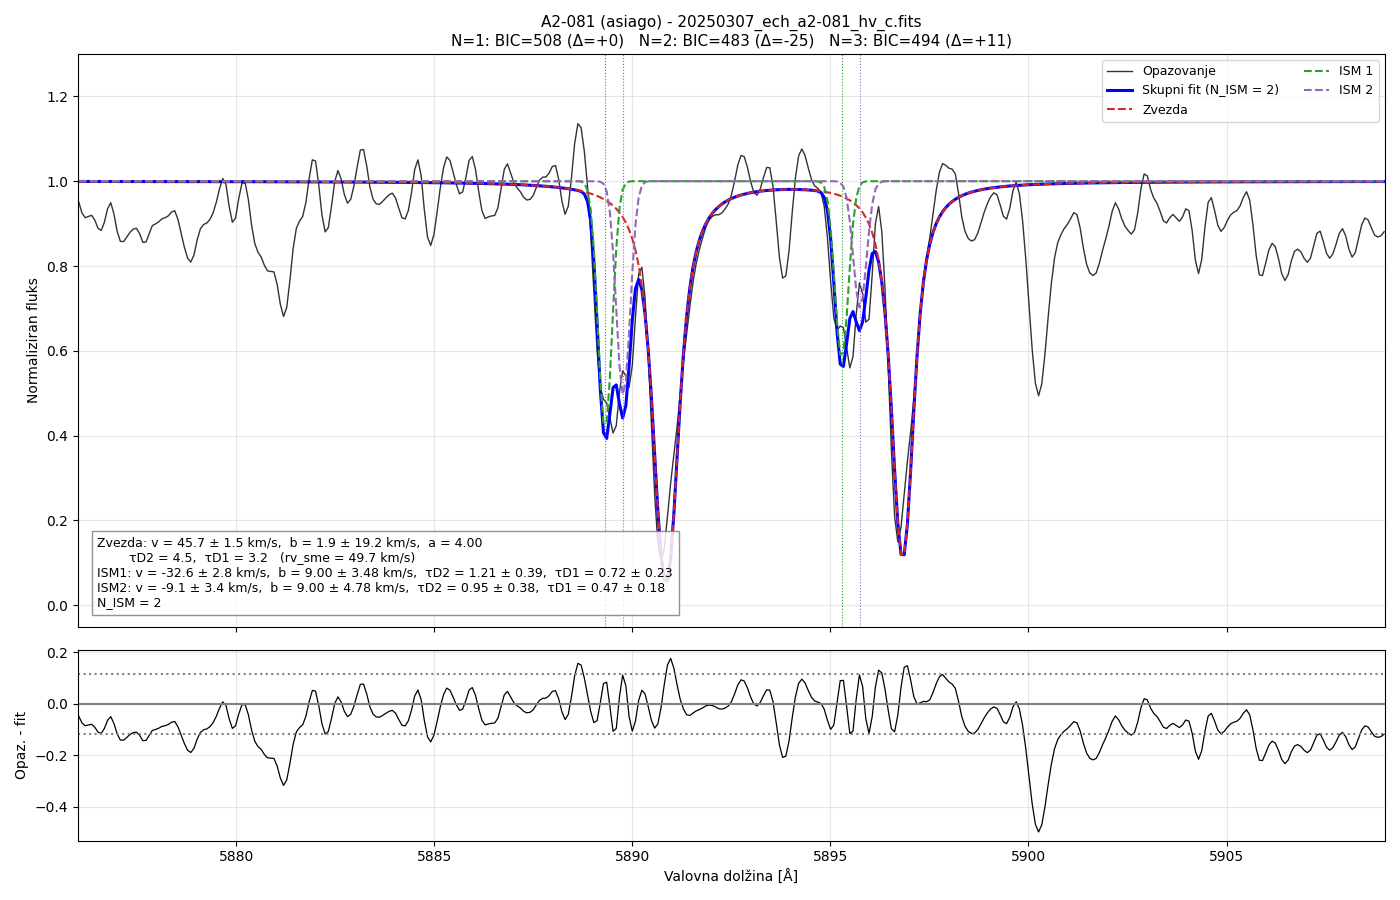 A2-081 (asiago) - 20250307_ech_a2-081_hv_c.fits
N=1: BIC=508 (Δ=+0)   N=2: BIC=483 (Δ=-25)   N=3: BIC=494 (Δ=+11)
Opazovanje
Skupni fit (N_ISM = 2)
Zvezda
ISM 1
ISM 2
Normaliziran fluks
1.2
1.0
0.8
0.6
0.4
0.2
0.0
Zvezda: v = 45.7 ± 1.5 km/s,  b = 1.9 ± 19.2 km/s,  a = 4.00
τD2 = 4.5,  τD1 = 3.2   (rv_sme = 49.7 km/s)
ISM1: v = -32.6 ± 2.8 km/s,  b = 9.00 ± 3.48 km/s,  τD2 = 1.21 ± 0.39,  τD1 = 0.72 ± 0.23
ISM2: v = -9.1 ± 3.4 km/s,  b = 9.00 ± 4.78 km/s,  τD2 = 0.95 ± 0.38,  τD1 = 0.47 ± 0.18
N_ISM = 2
Opaz. - fit
0.2
0.0
−0.2
−0.4
5880 5885 5890 5895 5900 5905
Valovna dolžina [Å]